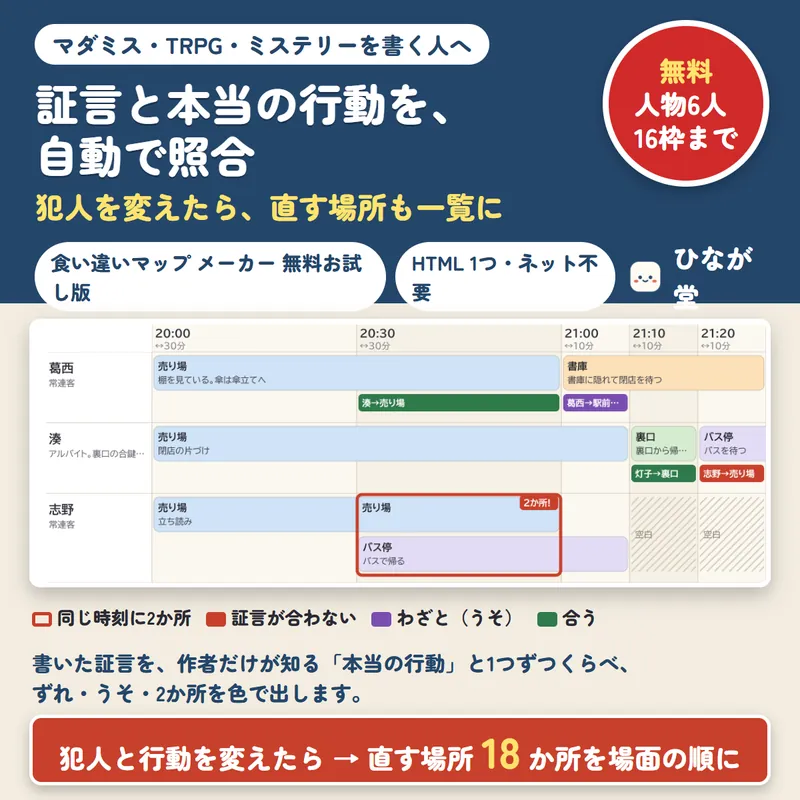 マダミス・TRPG・ミステリーを書く人へ
無料
人物6人
16枠まで
証言と本当の行動を、
自動で照合
犯人を変えたら、直す場所も一覧に
食い違いマップ メーカー 無料お試
し版
HTML 1つ・ネット不
要
ひなが
堂
20:00
↔30分
20:30
↔30分
21:00
↔10分
21:10
↔10分
21:20
↔10分
葛西
常連客
売り場
棚を見ている。傘は傘立てへ
書庫
書庫に隠れて閉店を待つ
湊→売り場
葛西→駅前…
湊
アルバイト。裏口の合鍵…
売り場
閉店の片づけ
裏口
裏口から帰…
バス停
バスを待つ
灯子→裏口
志野→売り場
志野
常連客
売り場
立ち読み
売り場
2か所!
バス停
バスで帰る
空白
空白
同じ時刻に2か所
証言が合わない
わざと（うそ）
合う
書いた証言を、作者だけが知る「本当の行動」と1つずつくらべ、
ずれ・うそ・2か所を色で出します。
犯人と行動を変えたら → 直す場所 18 か所を場面の順に